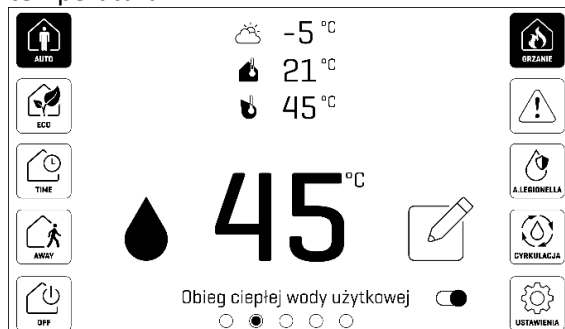 AUTO
-5 °C
GRZANIE
21 °C
ECO
45 °C
TIME
45 °C
A.LEGIONELLA
AWAY
CYRKULACJA
Obieg ciepłej wody użytkowej
OFF
USTAWIENIA